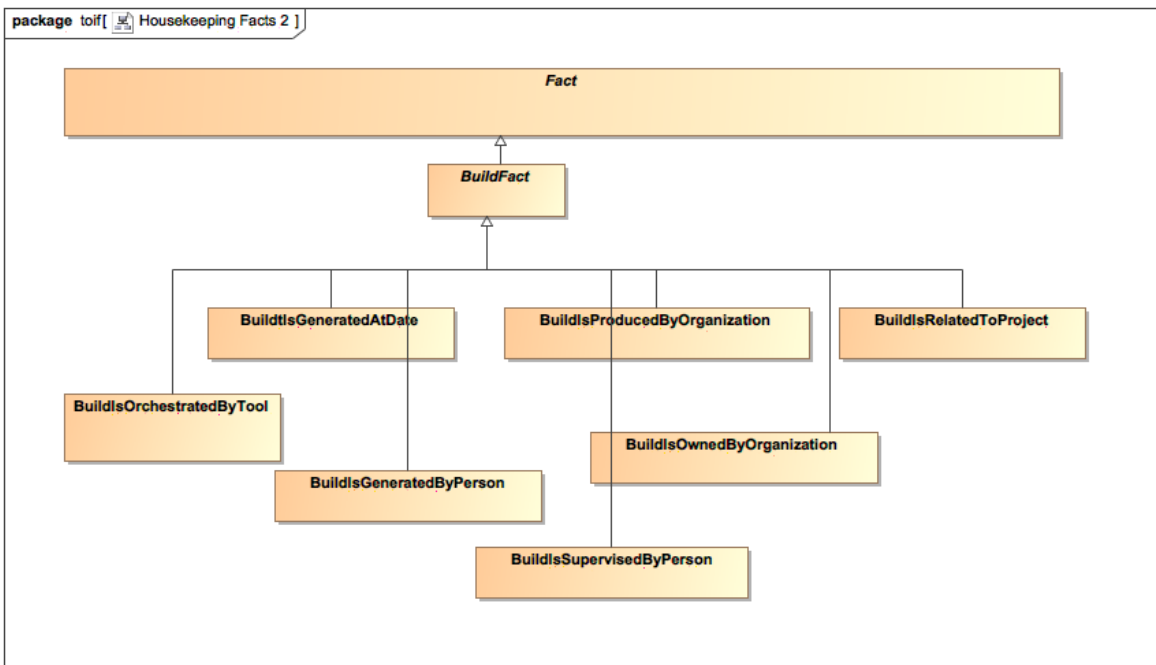 package toif[ Housekeeping Facts 2 ]
Fact
BuildFact
BuildtIsGeneratedAtDate
BuildIsProducedByOrganization
BuildIsRelatedToProject
BuildIsOrchestratedByTool
BuildIsOwnedByOrganization
BuildIsGeneratedByPerson
BuildIsSupervisedByPerson